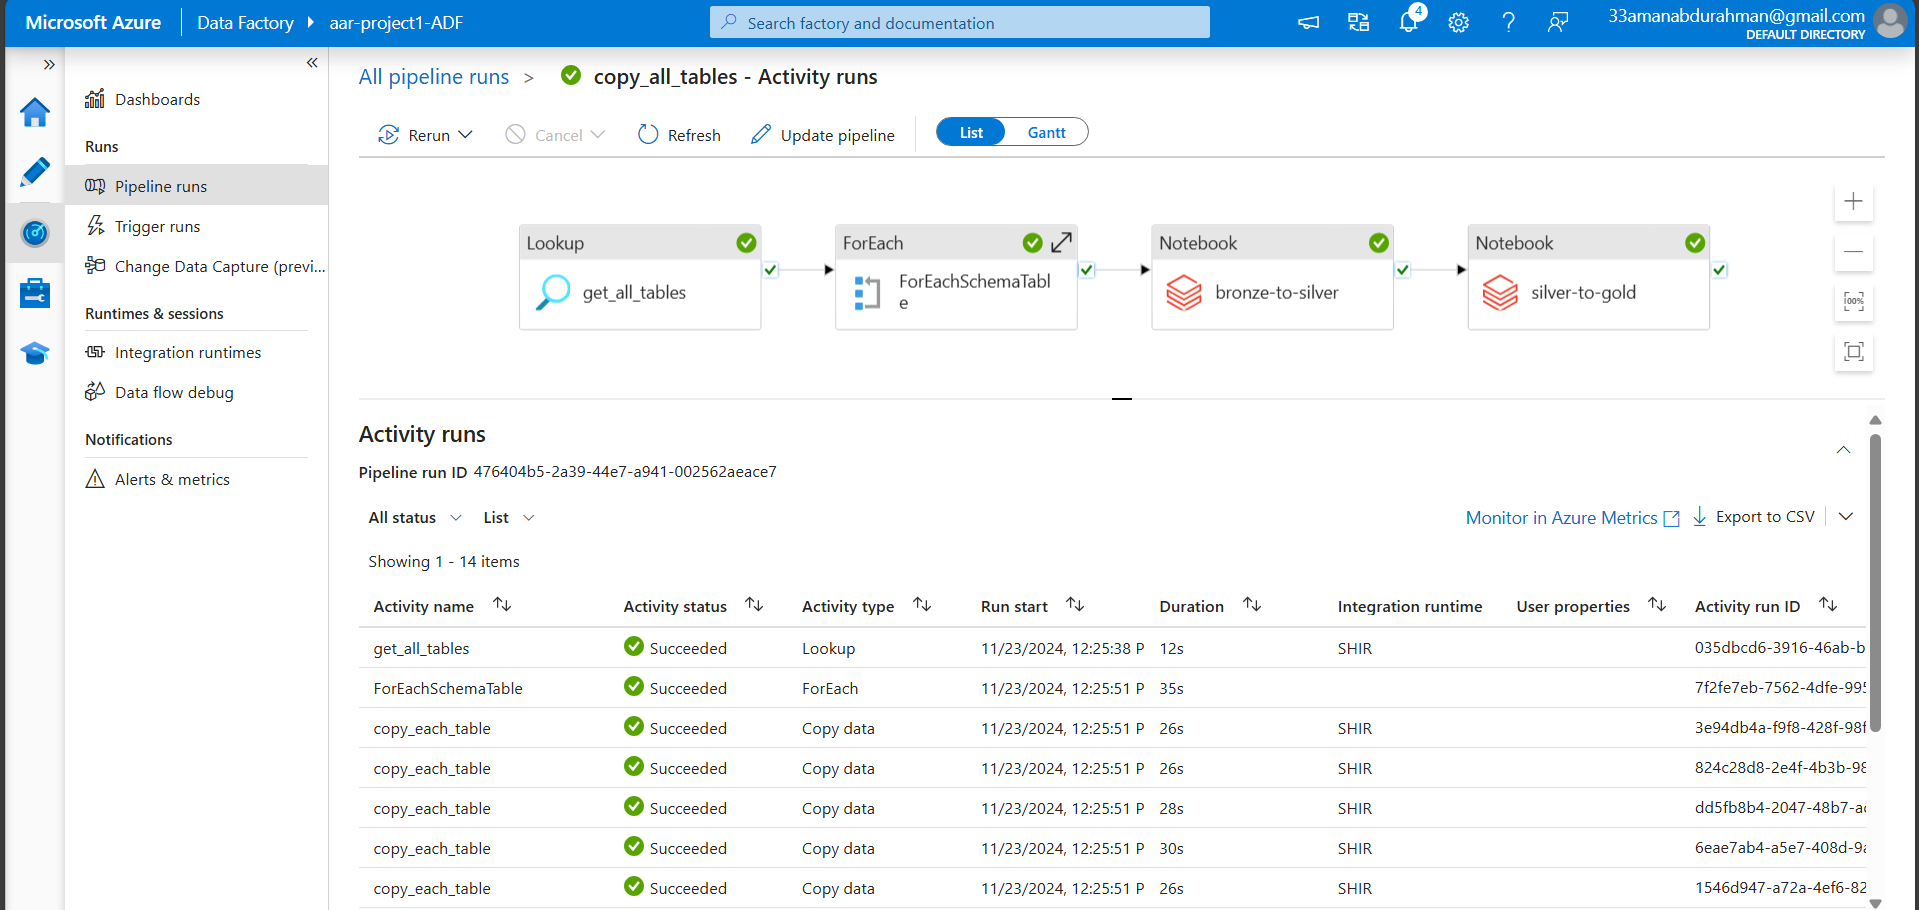 Microsoft Azure Data Factory aar-project1-ADF Search factory and documentation 4 33amanabdurahman@gmail.com
DEFAULT DIRECTORY
Dashboards
Runs
Pipeline runs
Trigger runs
Change Data Capture (previ...
Runtimes & sessions
Integration runtimes
Data flow debug
Notifications
Alerts & metrics
All pipeline runs > copy_all_tables - Activity runs
Rerun Cancel Refresh Update pipeline List Gantt
Lookup
get_all_tables
ForEach
ForEachSchemaTabl
e
Notebook
bronze-to-silver
Notebook
silver-to-gold
100%
Activity runs
Pipeline run ID 476404b5-2a39-44e7-a941-002562aeace7
All status List Monitor in Azure Metrics Export to CSV
Showing 1 - 14 items
Activity name Activity status Activity type Run start Duration Integration runtime User properties Activity run ID
get_all_tables Succeeded Lookup 11/23/2024, 12:25:38 P 12s SHIR 035dbcd6-3916-46ab-b
ForEachSchemaTable Succeeded ForEach 11/23/2024, 12:25:51 P 35s 7f2fe7eb-7562-4dfe-995
copy_each_table Succeeded Copy data 11/23/2024, 12:25:51 P 26s SHIR 3e94db4a-f9f8-428f-98f
copy_each_table Succeeded Copy data 11/23/2024, 12:25:51 P 26s SHIR 824c28d8-2e4f-4b3b-98
copy_each_table Succeeded Copy data 11/23/2024, 12:25:51 P 28s SHIR dd5fb8b4-2047-48b7-ac
copy_each_table Succeeded Copy data 11/23/2024, 12:25:51 P 30s SHIR 6eae7ab4-a5e7-408d-9a
copy_each_table Succeeded Copy data 11/23/2024, 12:25:51 P 26s SHIR 1546d947-a72a-4ef6-82